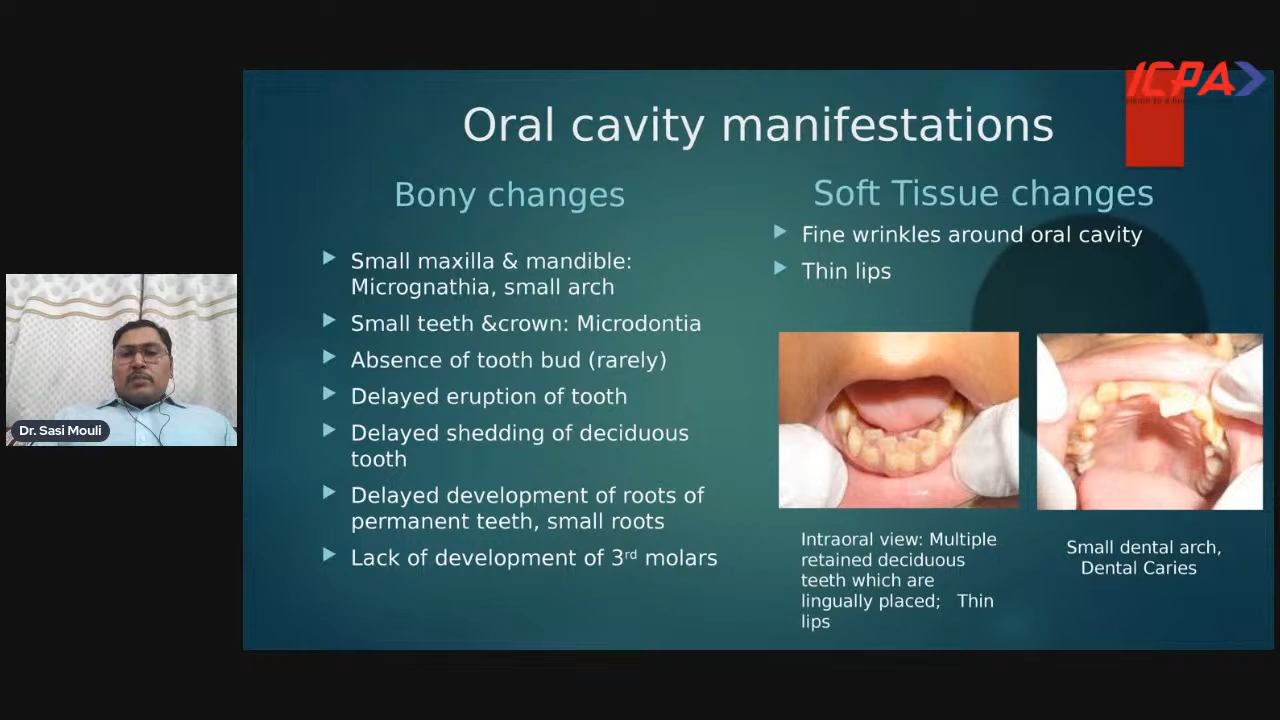 ICPA
Oral cavity manifestations
Bony changes
Small maxilla & mandible:
Micrognathia, small arch
Small teeth &crown: Microdontia
Absence of tooth bud (rarely)
Delayed eruption of tooth
Delayed shedding of deciduous
tooth
Delayed development of roots of
permanent teeth, small roots
Lack of development of 3rd molars
Soft Tissue changes
Fine wrinkles around oral cavity
Thin lips
Intraoral view: Multiple
retained deciduous
teeth which are
lingually placed; Thin
lips
Small dental arch,
Dental Caries
Dr. Sasi Mouli